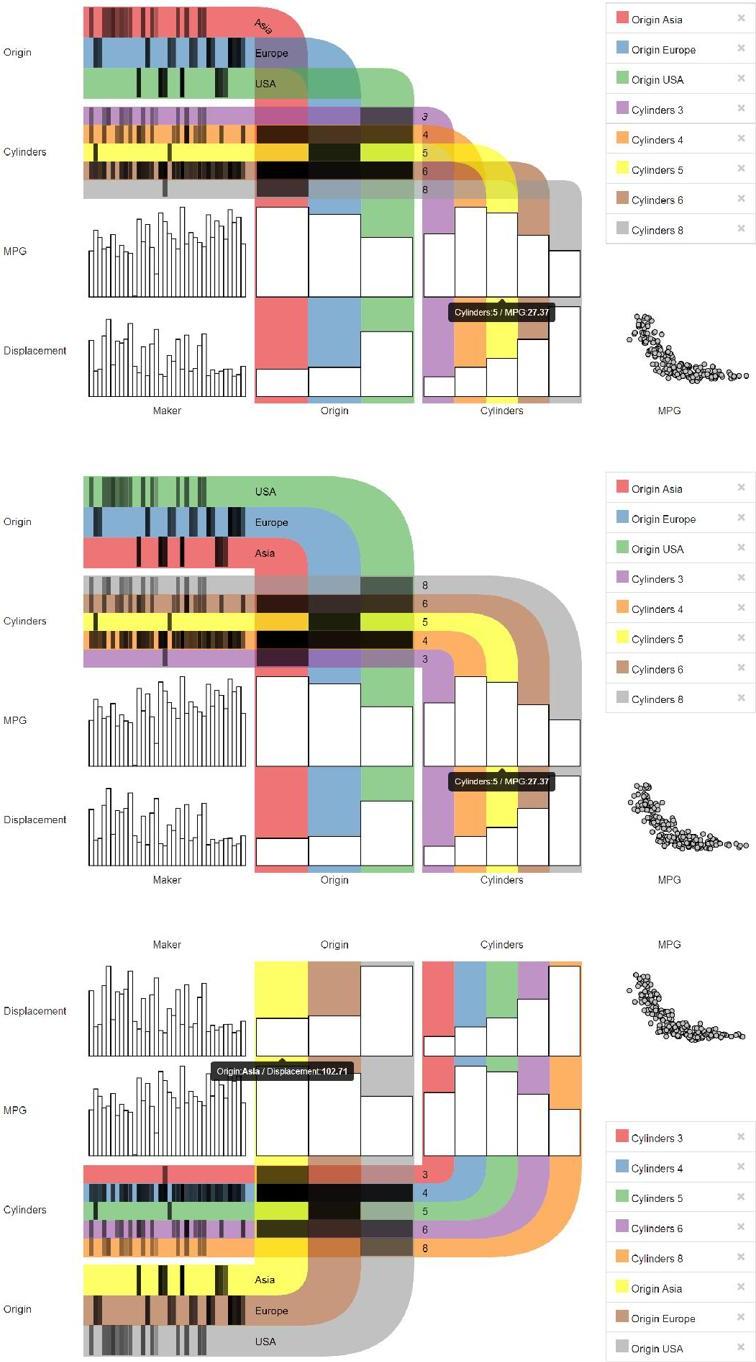 Asia
Origin
Europe
USA
3
4
Cylinders
5
6
8
MPG
Cylinders:5 / MPG:27.37
Displacement
Maker
Origin
Cylinders
MPG
Origin Asia
Origin Europe
Origin USA
Cylinders 3
Cylinders 4
Cylinders 5
Cylinders 6
Cylinders 8
USA
Origin
Europe
Asia
8
6
Cylinders
5
4
3
MPG
Cylinders:5 / MPG:27.37
Displacement
Maker
Origin
Cylinders
MPG
Origin Asia
Origin Europe
Origin USA
Cylinders 3
Cylinders 4
Cylinders 5
Cylinders 6
Cylinders 8
Maker
Origin
Cylinders
MPG
Displacement
Origin:Asia / Displacement:102.71
MPG
3
4
Cylinders
5
6
8
Asia
Origin
Europe
USA
Cylinders 3
Cylinders 4
Cylinders 5
Cylinders 6
Cylinders 8
Origin Asia
Origin Europe
Origin USA